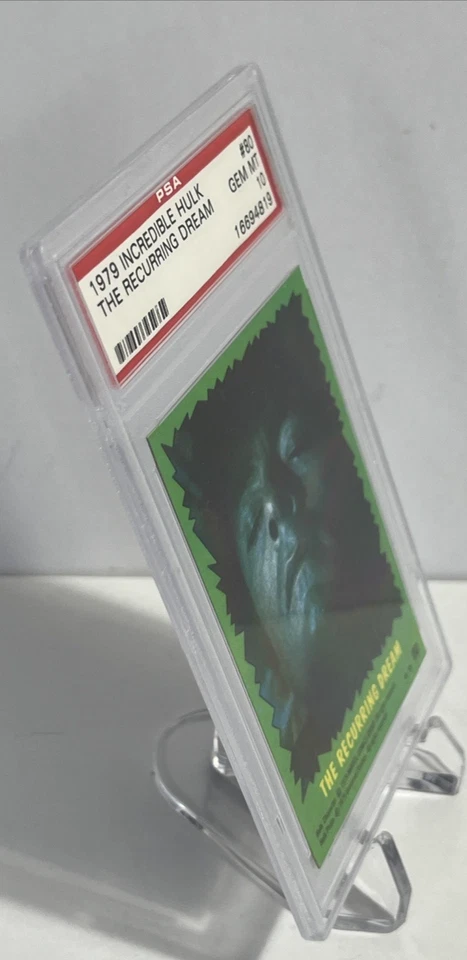 PSA
1979 INCREDIBLE HULK #80
THE RECURRING DREAM GEM MT
10
16694819
THE RECURRING DREAM